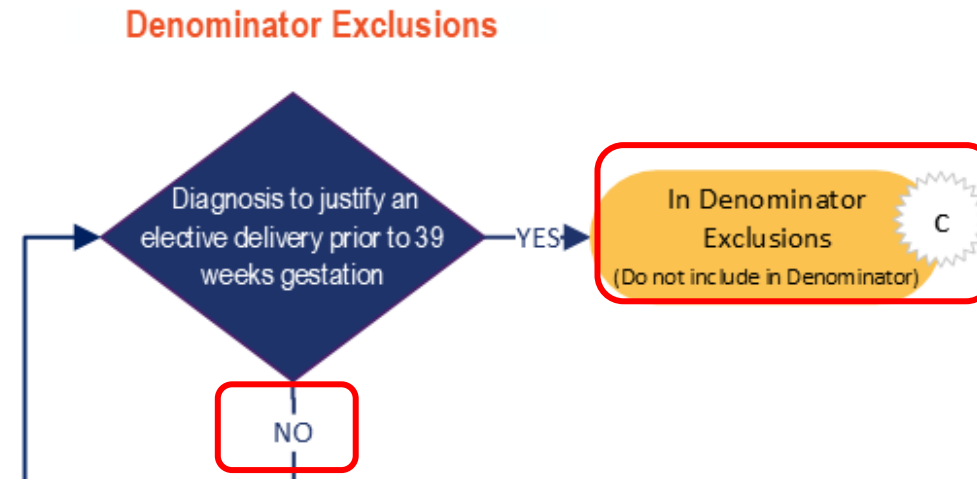 Denominator Exclusions
Diagnosis to justify an
elective delivery prior to 39
weeks gestation
YES
In Denominator
Exclusions
(Do not include in Denominator)
C
NO